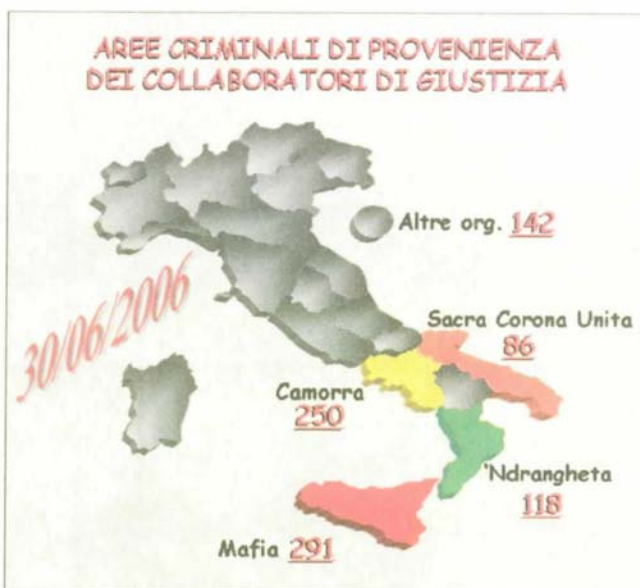 AREE CRIMINALI DI PROVENIENZA
DEI COLLABORATORI DI GIUSTIZIA
Altre org. 142
30/06/2006
Sacra Corona Unita
86
Camorra
250
'Ndrangheta
118
Mafia 291